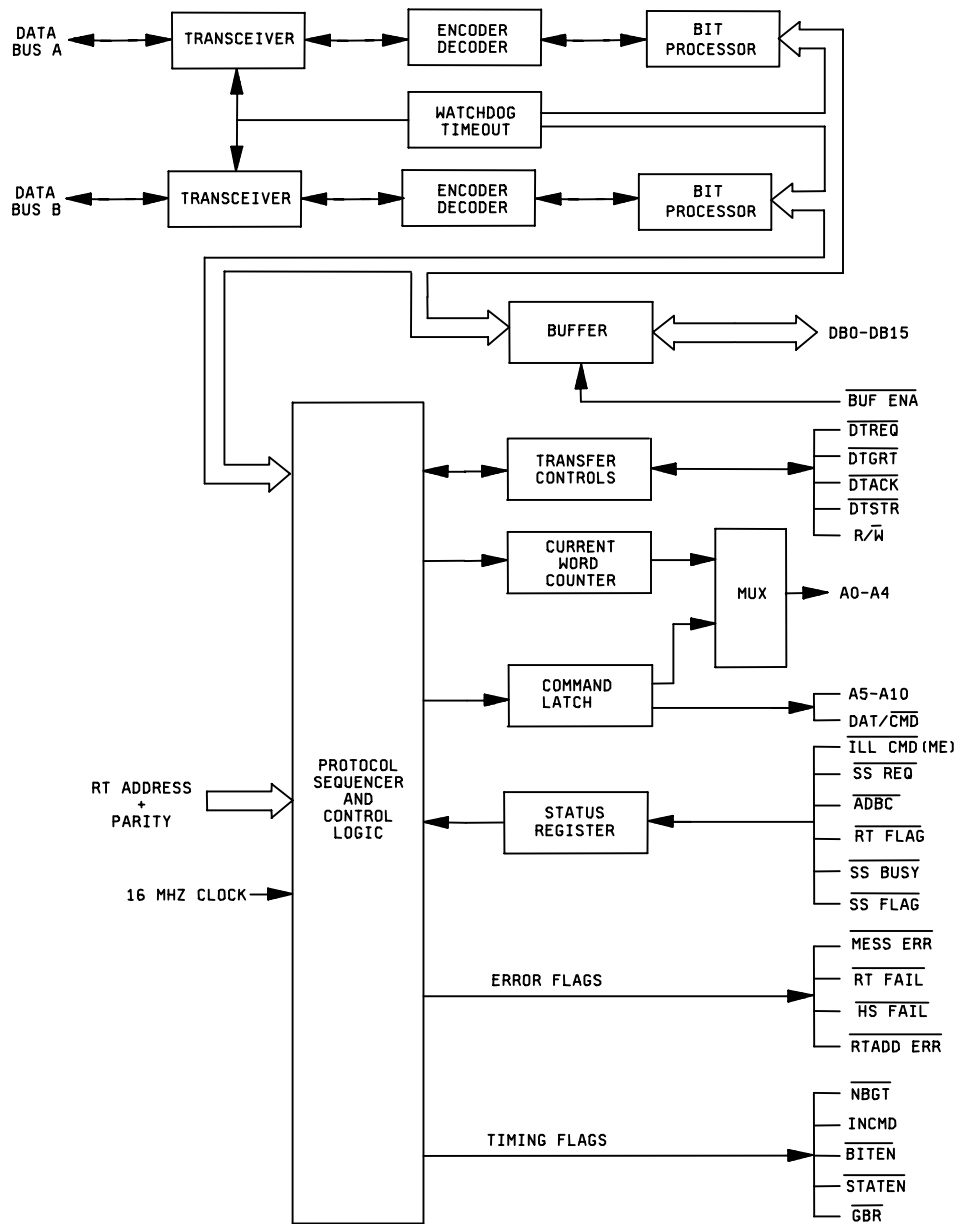 DATA
BUS A
TRANSCEIVER
ENCODER
DECODER
BIT
PROCESSOR
WATCHDOG
TIMEOUT
DATA
BUS B
TRANSCEIVER
ENCODER
DECODER
BIT
PROCESSOR
BUFFER
DB0-DB15
BUF ENA
TRANSFER
CONTROLS
DTREQ
DTGRT
DTACK
DTSTR
R/W
CURRENT
WORD
COUNTER
MUX
A0-A4
COMMAND
LATCH
A5-A10
DAT/CMD
PROTOCOL
SEQUENCER
AND
CONTROL
LOGIC
RT ADDRESS
+
PARITY
16 MHZ CLOCK
STATUS
REGISTER
ILL CMD (ME)
SS REQ
ADBC
RT FLAG
SS BUSY
SS FLAG
ERROR FLAGS
MESS ERR
RT FAIL
HS FAIL
RTADD ERR
TIMING FLAGS
NBGT
INCMD
BITEN
STATEN
GBR